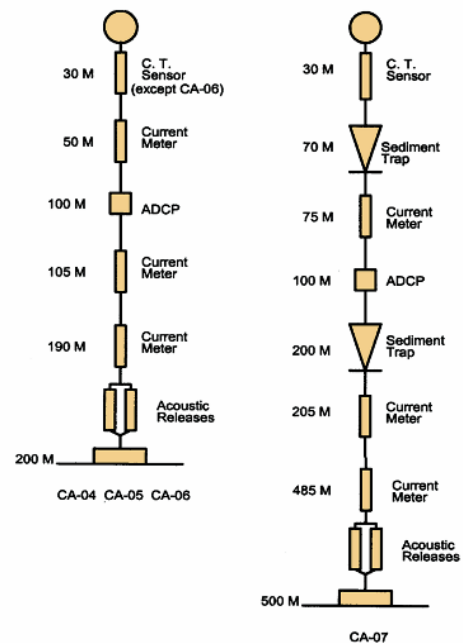 30 M
C. T.
Sensor
(except CA-06)
50 M
Current
Meter
100 M
ADCP
105 M
Current
Meter
190 M
Current
Meter
Acoustic
Releases
200 M
CA-04 CA-05 CA-06
30 M
C. T.
Sensor
70 M
Sediment
Trap
75 M
Current
Meter
100 M
ADCP
200 M
Sediment
Trap
205 M
Current
Meter
485 M
Current
Meter
Acoustic
Releases
500 M
CA-07